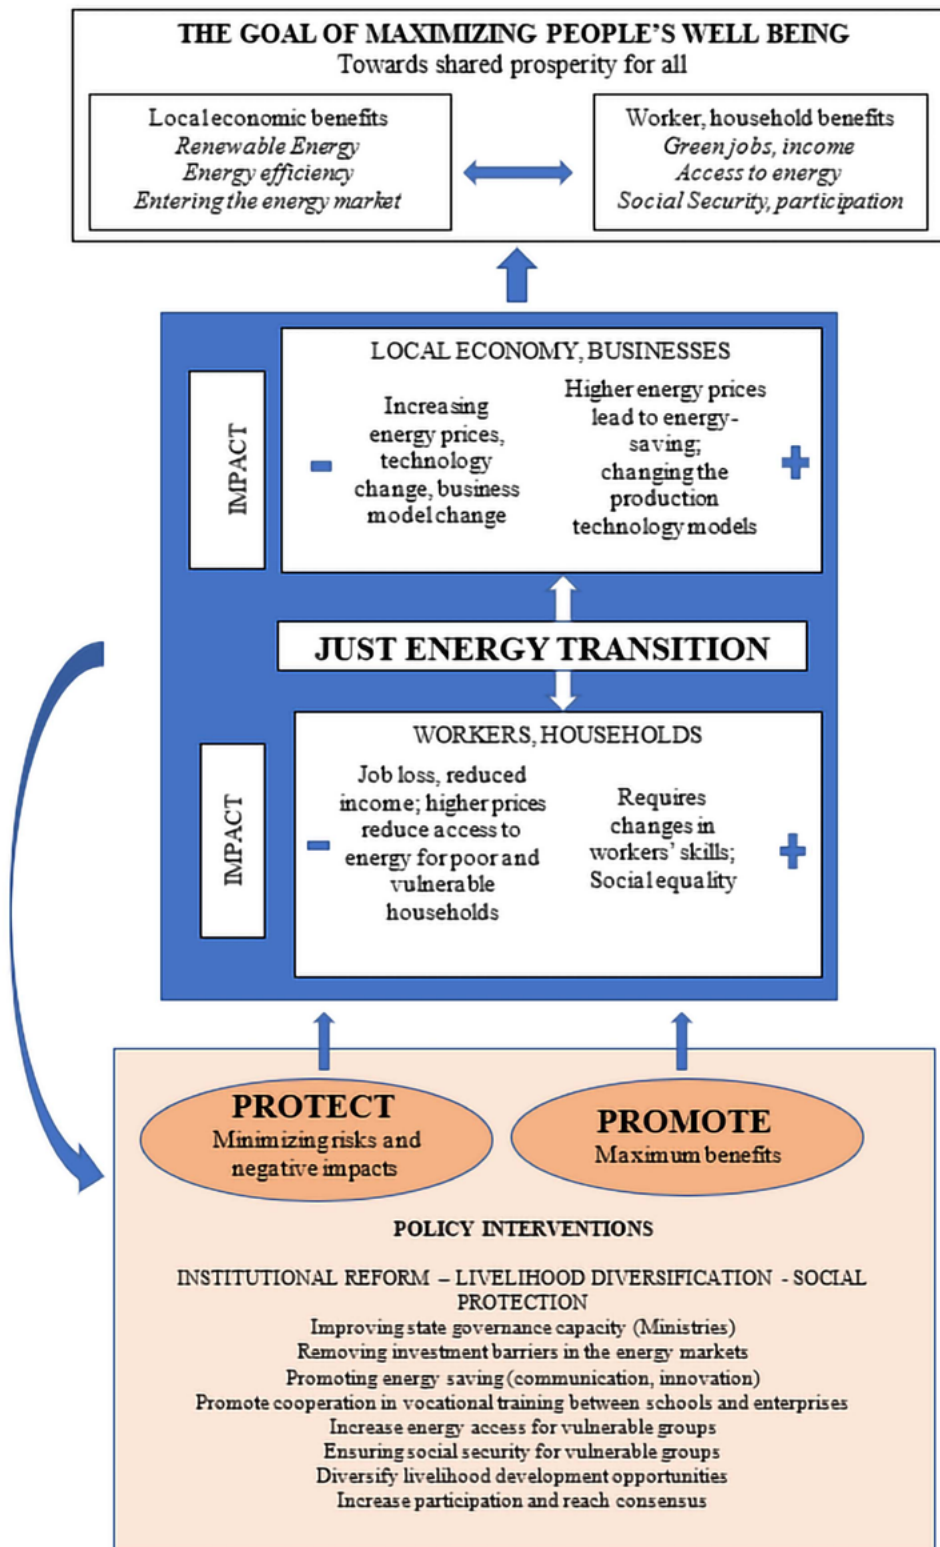 THE GOAL OF MAXIMIZING PEOPLE'S WELL BEING
Towards shared prosperity for all
Local economic benefits
Renewable Energy
Energy efficiency
Entering the energy market
Worker, household benefits
Green jobs, income
Access to energy
Social Security, participation
IMPACT
LOCAL ECONOMY, BUSINESSES
-
Increasing
energy prices,
technology
change, business
model change
Higher energy prices
lead to energy-
saving;
changing the
production
technology models
+
JUST ENERGY TRANSITION
IMPACT
WORKERS, HOUSEHOLDS
-
Job loss, reduced
income; higher prices
reduce access to
energy for poor and
vulnerable
households
Requires
changes in
workers' skills;
Social equality
+
PROTECT
Minimizing risks and
negative impacts
PROMOTE
Maximum benefits
POLICY INTERVENTIONS
INSTITUTIONAL REFORM – LIVELIHOOD DIVERSIFICATION - SOCIAL
PROTECTION
Improving state governance capacity (Ministries)
Removing investment barriers in the energy markets
Promoting energy saving (communication, innovation)
Promote cooperation in vocational training between schools and enterprises
Increase energy access for vulnerable groups
Ensuring social security for vulnerable groups
Diversify livelihood development opportunities
Increase participation and reach consensus